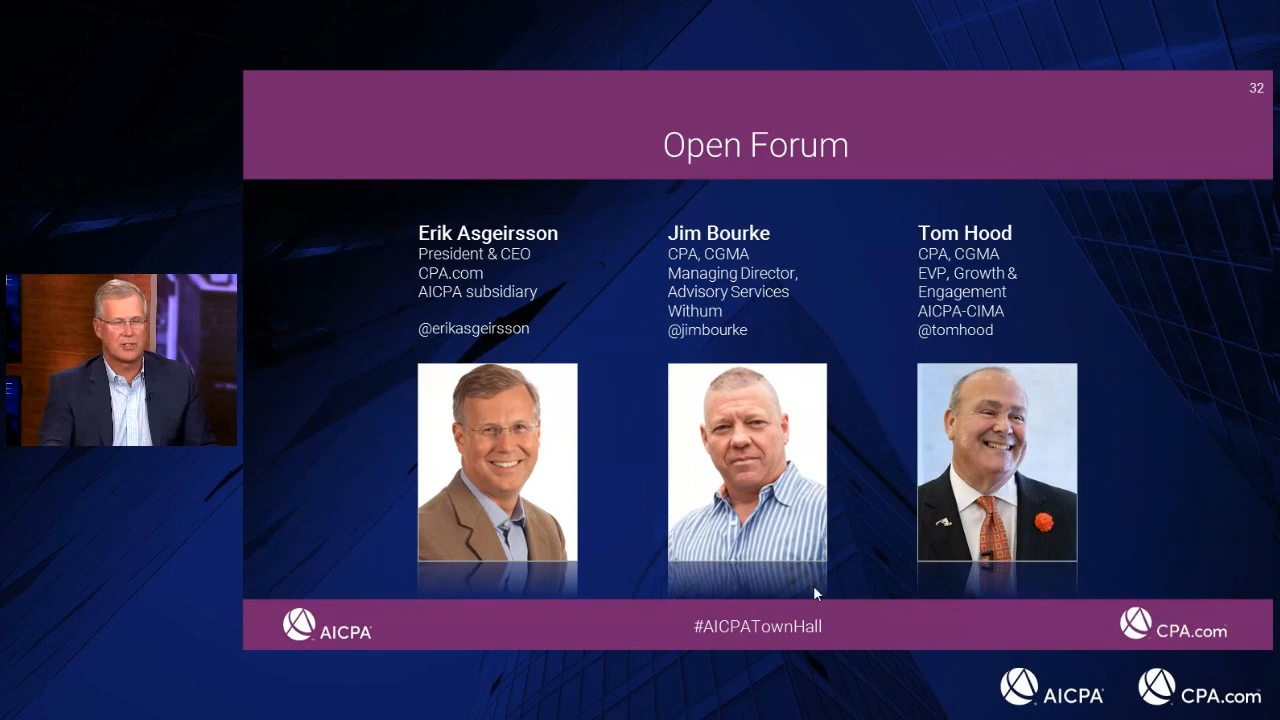 32
Open Forum
Erik Asgeirsson
President & CEO
CPA.com
AICPA subsidiary
@erikasgeirsson
Jim Bourke
CPA, CGMA
Managing Director,
Advisory Services
Withum
@jimbourke
Tom Hood
CPA, CGMA
EVP, Growth &
Engagement
AICPA-CIMA
@tomhood
E
E
AICPA
#AICPATownHall
CPA.com
AICPA
CPA.com